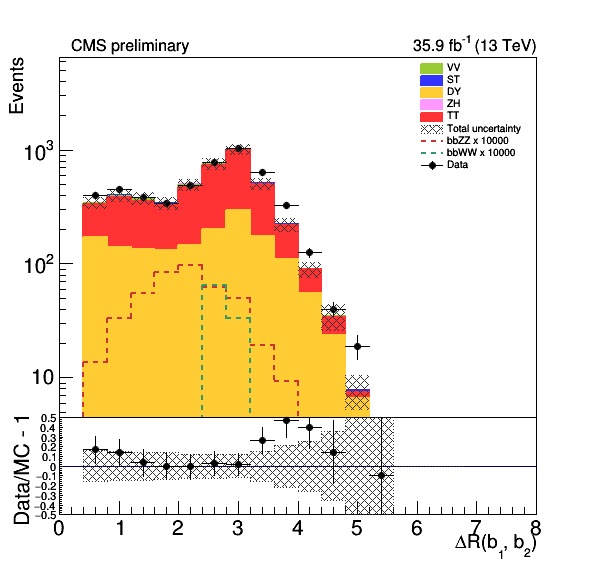 CMS preliminary 35.9 fb⁻¹ (13 TeV)
Events
VV
ST
DY
ZH
TT
Total uncertainty
bbZZ x 10000
bbWW x 10000
Data
10³
10²
10
Data/MC - 1
0.5
0.4
0.3
0.2
0.1
0
−0.1
−0.2
−0.3
−0.4
−0.5
0 1 2 3 4 5 6 7 8
ΔR(b₁, b₂)